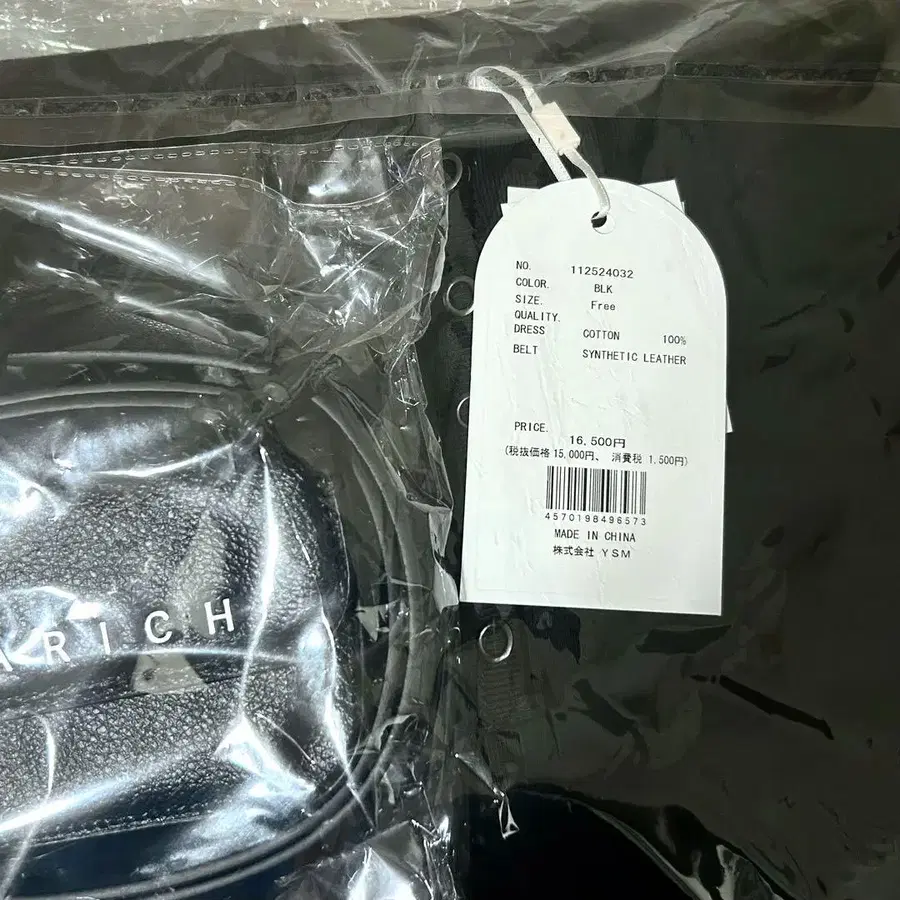 NO. 112524032
COLOR. BLK
SIZE. Free
QUALITY.
DRESS COTTON 100%
BELT SYNTHETIC LEATHER
PRICE. 16,500円
(税抜価格 15,000円、 消費税 1,500円)
4570198496573
MADE IN CHINA
株式会社 YSM
ARICH